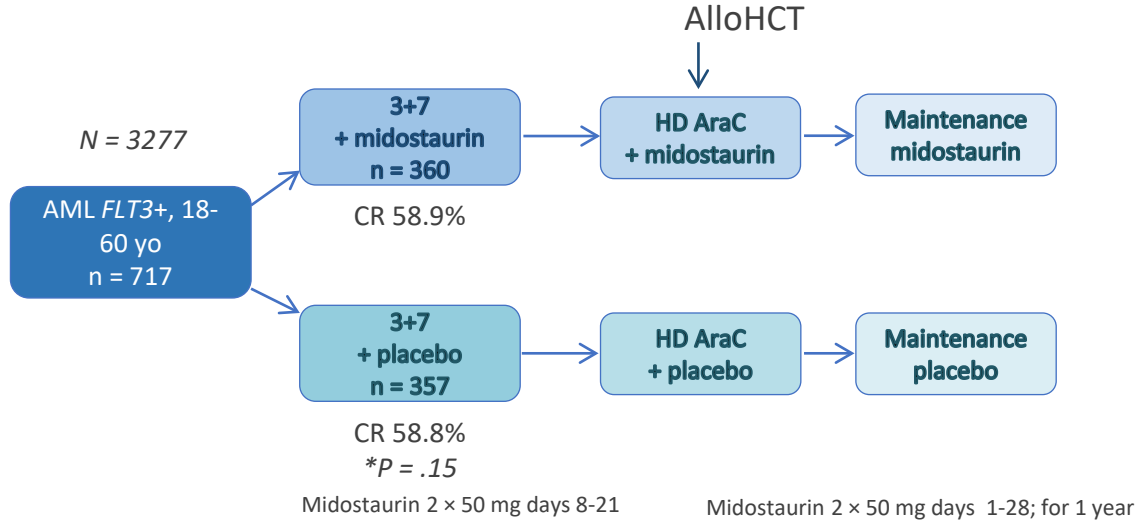 AlloHCT
N = 3277
3+7
+ midostaurin
n = 360
HD AraC
+ midostaurin
Maintenance
midostaurin
CR 58.9%
AML FLT3+, 18-
60 yo
n = 717
3+7
+ placebo
n = 357
HD AraC
+ placebo
Maintenance
placebo
CR 58.8%
*P = .15
Midostaurin 2 × 50 mg days 8-21
Midostaurin 2 × 50 mg days 1-28; for 1 year